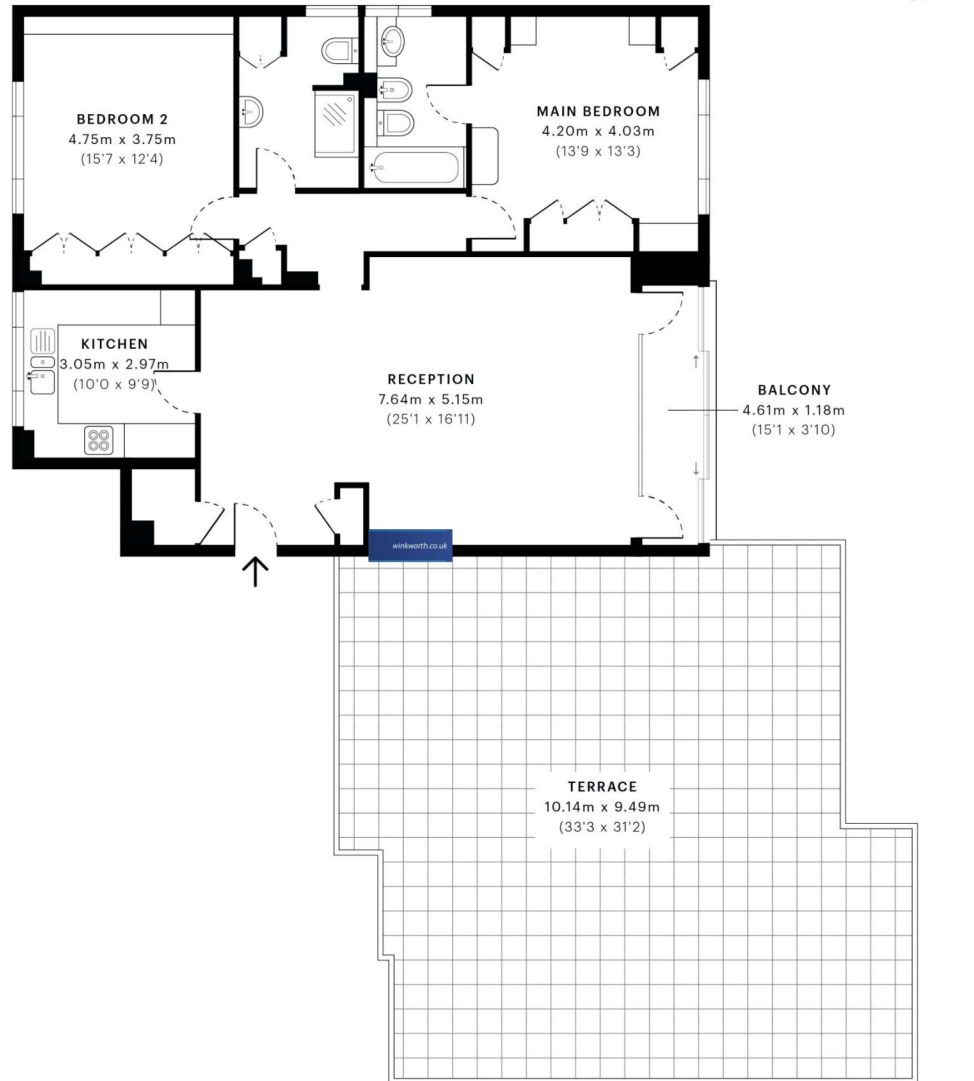 BEDROOM 2
4.75m x 3.75m
(15'7 x 12'4)
MAIN BEDROOM
4.20m x 4.03m
(13'9 x 13'3)
KITCHEN
3.05m x 2.97m
(10'0 x 9'9)
RECEPTION
7.64m x 5.15m
(25'1 x 16'11)
BALCONY
4.61m x 1.18m
(15'1 x 3'10)
winkworth.co.uk
TERRACE
10.14m x 9.49m
(33'3 x 31'2)